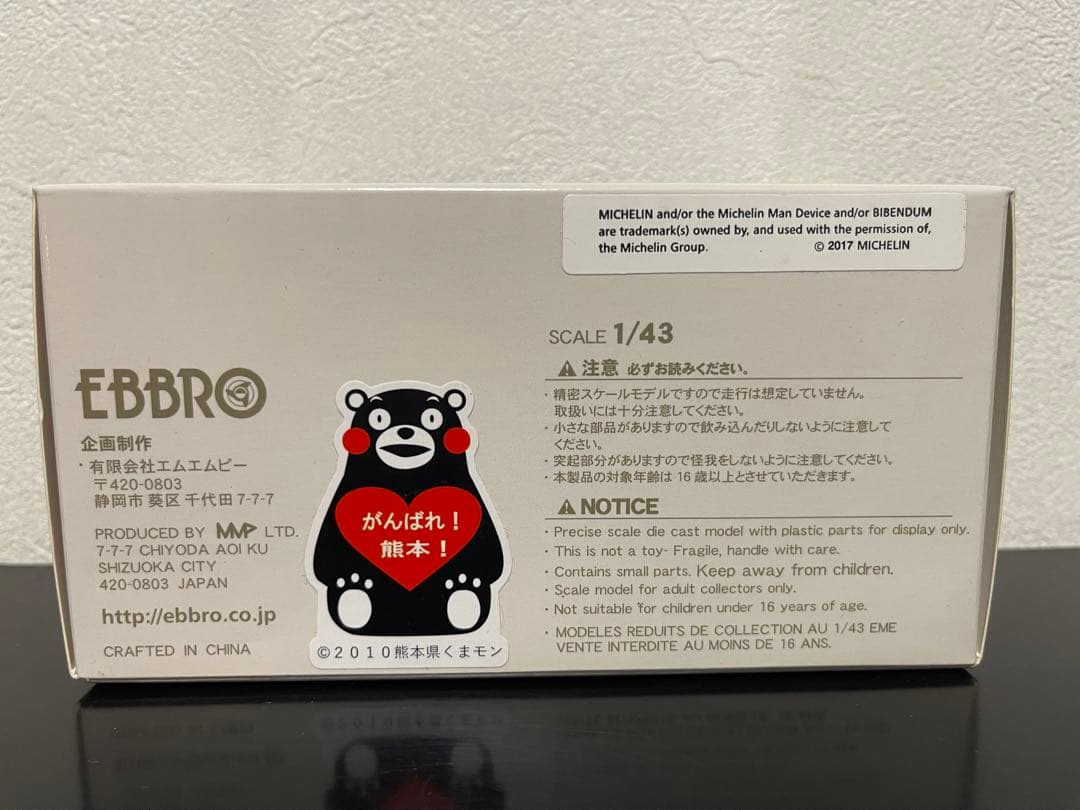 MICHELIN and/or the Michelin Man Device and/or BIBENDUM
are trademark(s) owned by, and used with the permission of,
the Michelin Group. © 2017 MICHELIN
EBBRO
企画制作
・有限会社エムエムピー
〒420-0803
静岡市 葵区 千代田 7-7-7
PRODUCED BY MMP LTD.
7-7-7 CHIYODA AOI KU
SHIZUOKA CITY
420-0803 JAPAN
http://ebbro.co.jp
CRAFTED IN CHINA
がんばれ！
熊本！
©2010熊本県くまモン
SCALE 1/43
⚠注意 必ずお読みください。
・精密スケールモデルですので走行は想定していません。
取扱いには十分注意してください。
・小さな部品がありますので飲み込んだりしないように注意して
ください。
・突起部分がありますので怪我をしないように注意してください。
・本製品の対象年齢は 16 歳以上とさせていただきます。
⚠NOTICE
・Precise scale die cast model with plastic parts for display only.
・This is not a toy- Fragile, handle with care.
・Contains small parts. Keep away from children.
・Scale model for adult collectors only.
・Not suitable for children under 16 years of age.
・MODELES REDUITS DE COLLECTION AU 1/43 EME
VENTE INTERDITE AU MOINS DE 16 ANS.